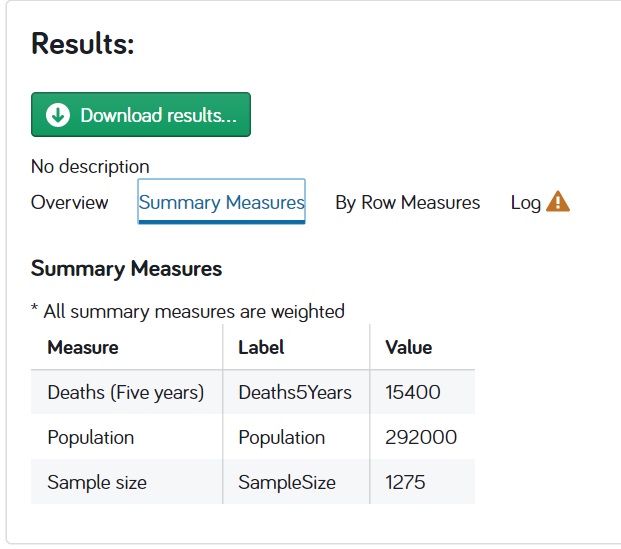 Results:
Download results...
No description
Overview Summary Measures By Row Measures Log
Summary Measures
* All summary measures are weighted
Measure Label Value
Deaths (Five years) Deaths5Years 15400
Population Population 292000
Sample size SampleSize 1275